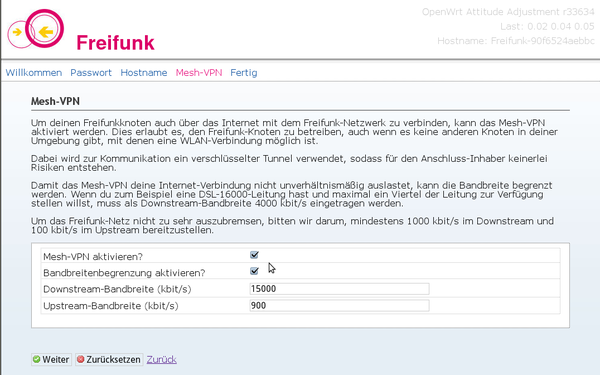 OpenWrt Attitude Adjustment r33634
Last: 0.02 0.04 0.05
Hostname: Freifunk-90f6524aebbc
Freifunk
Willkommen Passwort Hostname Mesh-VPN Fertig
Mesh-VPN
Um deinen Freifunkknoten auch über das Internet mit dem Freifunk-Netzwerk zu verbinden, kann das Mesh-VPN
aktiviert werden. Dies erlaubt es, den Freifunk-Knoten zu betreiben, auch wenn es keine anderen Knoten in deiner
Umgebung gibt, mit denen eine WLAN-Verbindung möglich ist.
Dabei wird zur Kommunikation ein verschlüsselter Tunnel verwendet, sodass für den Anschluss-Inhaber keinerlei
Risiken entstehen.
Damit das Mesh-VPN deine Internet-Verbindung nicht unverhältnismäßig auslastet, kann die Bandbreite begrenzt
werden. Wenn du zum Beispiel eine DSL-16000-Leitung hast und maximal ein Viertel der Leitung zur Verfügung
stellen willst, muss als Downstream-Bandbreite 4000 kbit/s eingetragen werden.
Um das Freifunk-Netz nicht zu sehr auszubremsen, bitten wir darum, mindestens 1000 kbit/s im Downstream und
100 kbit/s im Upstream bereitzustellen.
Mesh-VPN aktivieren?
Bandbreitenbegrenzung aktivieren?
Downstream-Bandbreite (kbit/s) 15000
Upstream-Bandbreite (kbit/s) 900
Weiter Zurücksetzen Zurück